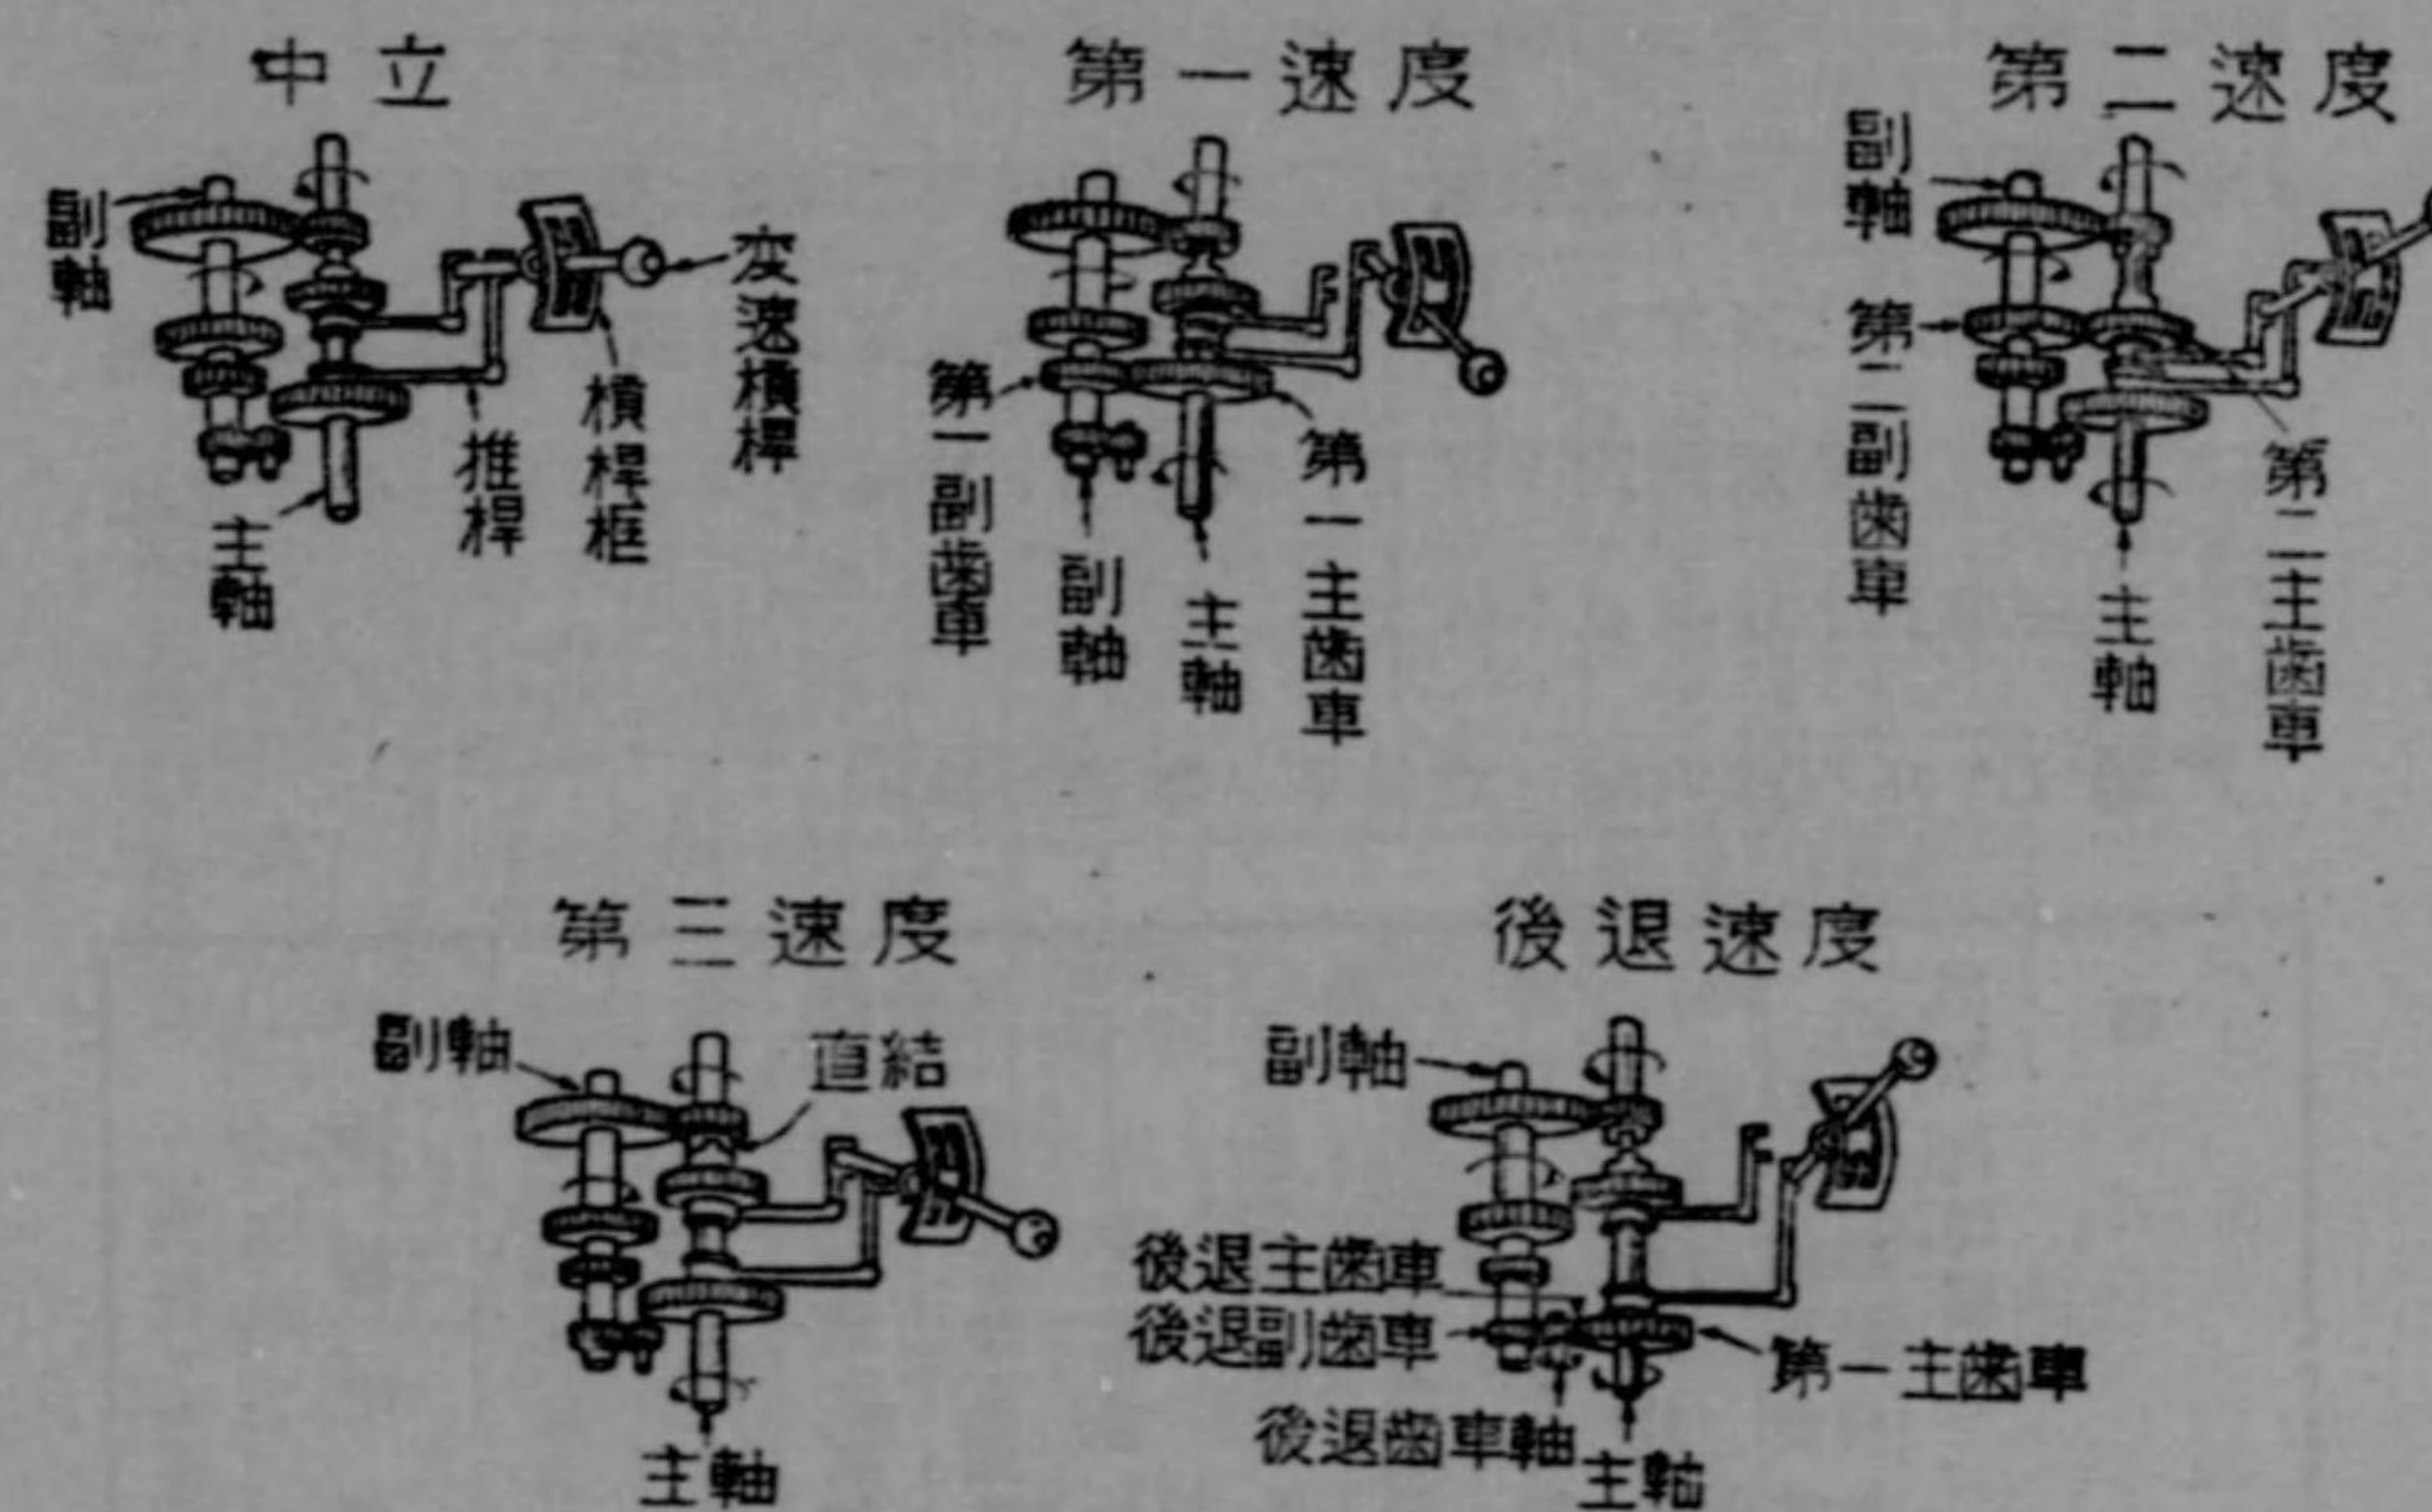 中立
副軸
主軸
推桿
槓桿框
変速槓桿
第一速度
第一副歯車
副軸
主軸
第一主歯車
第二速度
副軸
第二副歯車
主軸
第二主歯車
第三速度
副軸
直結
主軸
後退速度
副軸
後退主歯車
後退副歯車
第一主歯車
後退歯車軸
主軸